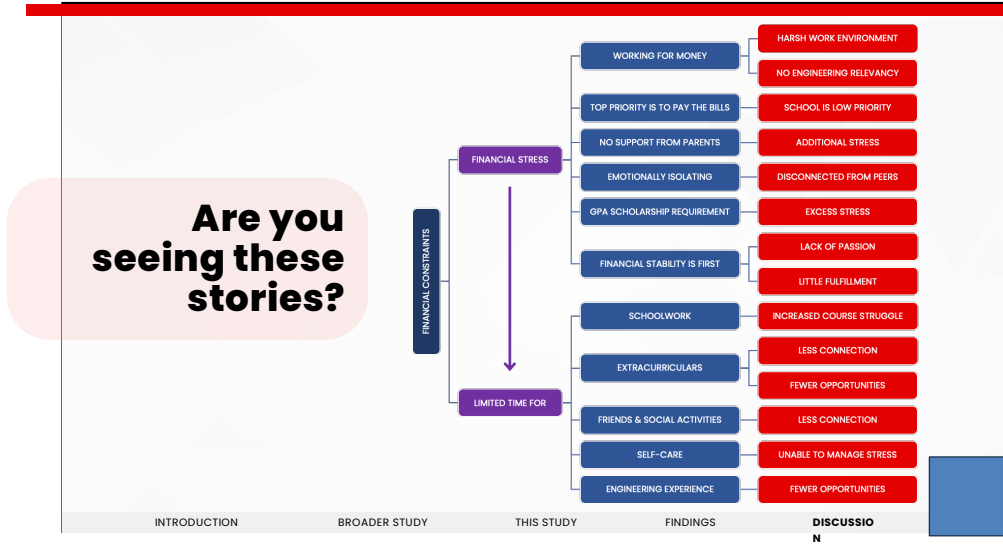 Are you
seeing these
stories?
FINANCIAL CONSTRAINTS
FINANCIAL STRESS
WORKING FOR MONEY
HARSH WORK ENVIRONMENT
NO ENGINEERING RELEVANCY
TOP PRIORITY IS TO PAY THE BILLS
SCHOOL IS LOW PRIORITY
NO SUPPORT FROM PARENTS
ADDITIONAL STRESS
EMOTIONALLY ISOLATING
DISCONNECTED FROM PEERS
GPA SCHOLARSHIP REQUIREMENT
EXCESS STRESS
FINANCIAL STABILITY IS FIRST
LACK OF PASSION
LITTLE FULFILLMENT
LIMITED TIME FOR
SCHOOLWORK
INCREASED COURSE STRUGGLE
EXTRACURRICULARS
LESS CONNECTION
FEWER OPPORTUNITIES
FRIENDS & SOCIAL ACTIVITIES
LESS CONNECTION
SELF-CARE
UNABLE TO MANAGE STRESS
ENGINEERING EXPERIENCE
FEWER OPPORTUNITIES
INTRODUCTION
BROADER STUDY
THIS STUDY
FINDINGS
DISCUSSIO
N